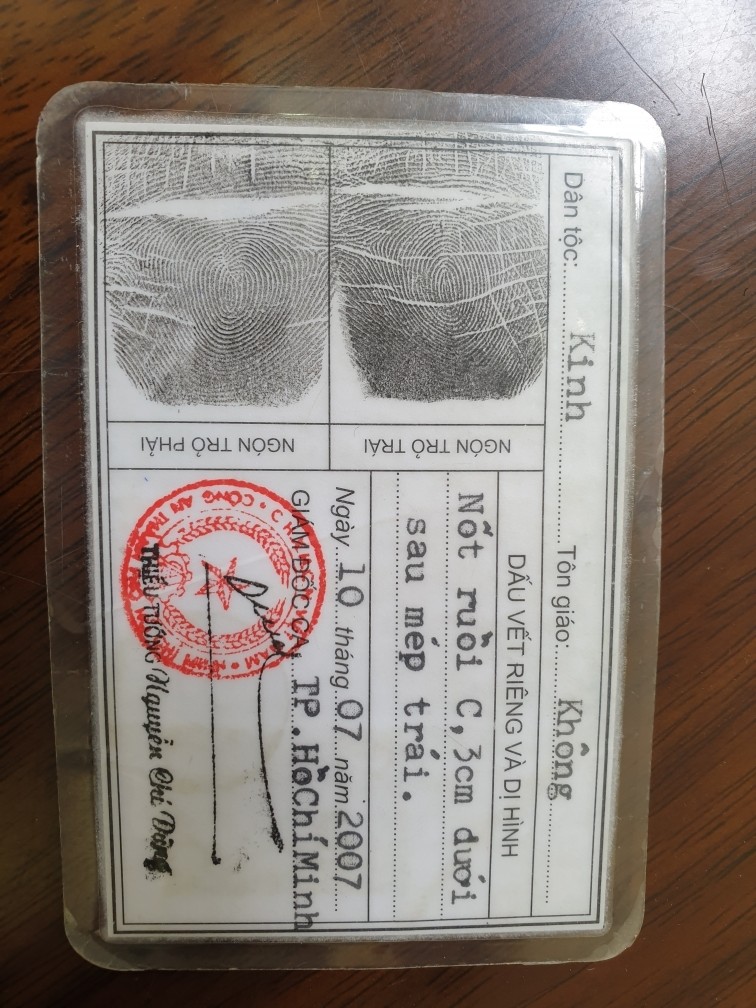 Dân tộc: Kinh Tôn giáo: Không
DẤU VẾT RIÊNG VÀ DỊ HÌNH
Nốt ruồi C,3cm dưới
sau mép trái.
NGÓN TRỎ TRÁI
NGÓN TRỎ PHẢI
Ngày 10 tháng 07 năm 2007
GIÁM ĐỐC CA TP.HồChíMinh
CÔNG AN
THIẾU TƯỚNG Nguyễn Chí Dũng